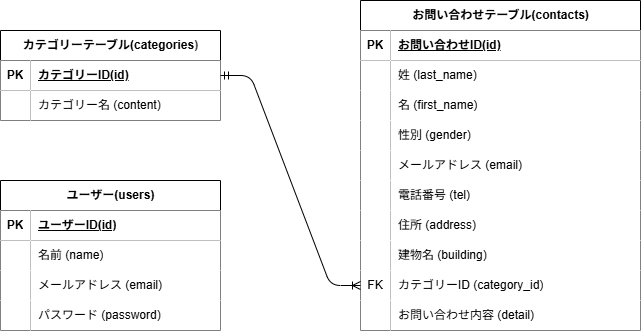 カテゴリーテーブル(categories)
PK カテゴリーID(id)
カテゴリー名 (content)
ユーザー(users)
PK ユーザーID(id)
名前 (name)
メールアドレス (email)
パスワード (password)
お問い合わせテーブル(contacts)
PK お問い合わせID(id)
姓 (last_name)
名 (first_name)
性別 (gender)
メールアドレス (email)
電話番号 (tel)
住所 (address)
建物名 (building)
FK カテゴリーID (category_id)
お問い合わせ内容 (detail)